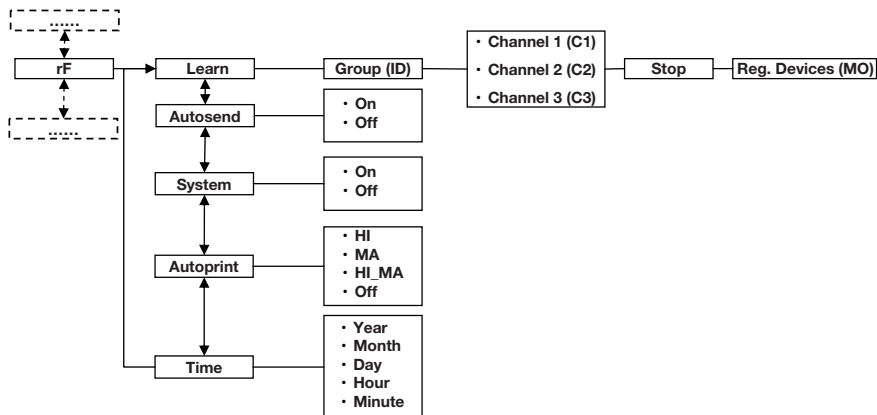 ......
rF
......
Learn
Group (ID)
· Channel 1 (C1)
· Channel 2 (C2)
· Channel 3 (C3)
Stop
Reg. Devices (MO)
Autosend
· On
· Off
System
· On
· Off
Autoprint
· HI
· MA
· HI_MA
· Off
Time
· Year
· Month
· Day
· Hour
· Minute